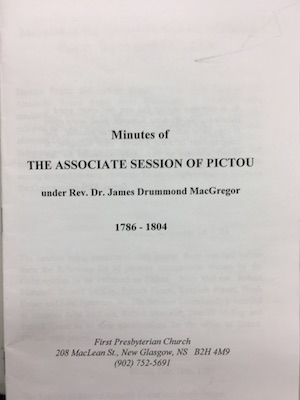 Minutes of
THE ASSOCIATE SESSION OF PICTOU
under Rev. Dr. James Drummond MacGregor
1786 - 1804
First Presbyterian Church
208 MacLean St., New Glasgow, NS B2H 4M9
(902) 752-5691